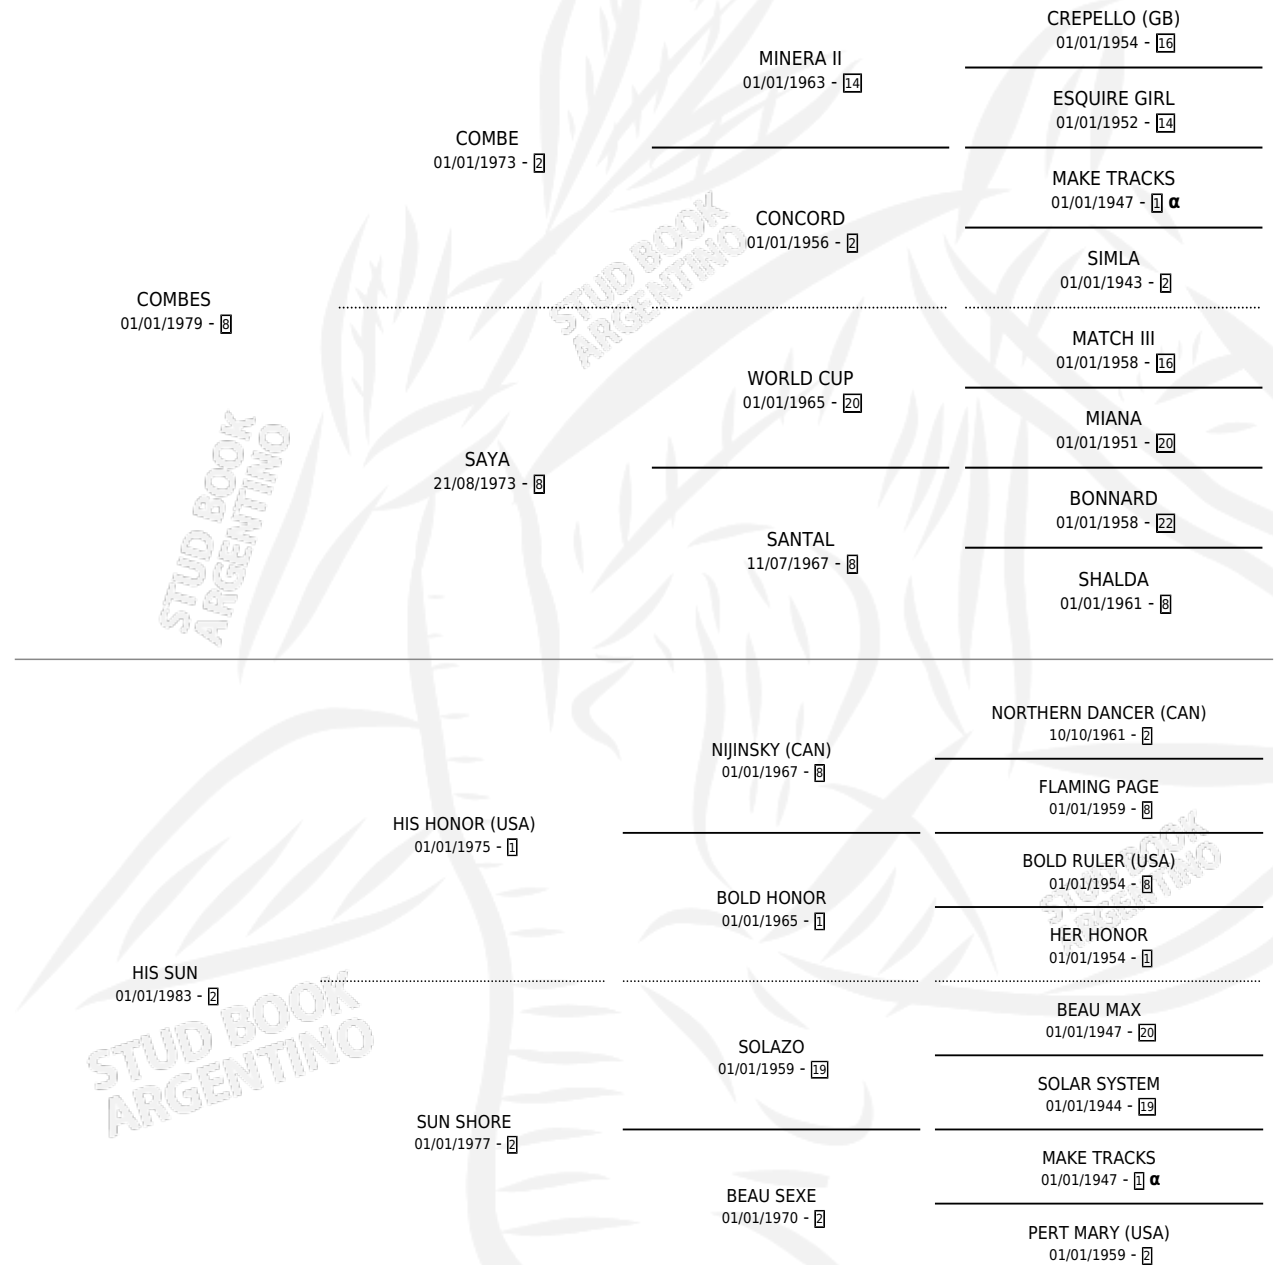 CREPELLO (GB)
01/01/1954 - 16
MINERA II
01/01/1963 - 14
ESQUIRE GIRL
01/01/1952 - 14
COMBE
01/01/1973 - 2
MAKE TRACKS
01/01/1947 - 1 α
CONCORD
01/01/1956 - 2
SIMLA
01/01/1943 - 2
COMBES
01/01/1979 - 8
MATCH III
01/01/1958 - 16
WORLD CUP
01/01/1965 - 20
MIANA
01/01/1951 - 20
SAYA
21/08/1973 - 8
BONNARD
01/01/1958 - 22
SANTAL
11/07/1967 - 8
SHALDA
01/01/1961 - 8
NORTHERN DANCER (CAN)
10/10/1961 - 2
NIJINSKY (CAN)
01/01/1967 - 8
FLAMING PAGE
01/01/1959 - 8
HIS HONOR (USA)
01/01/1975 - 1
BOLD RULER (USA)
01/01/1954 - 8
BOLD HONOR
01/01/1965 - 1
HER HONOR
01/01/1954 - 1
HIS SUN
01/01/1983 - 2
BEAU MAX
01/01/1947 - 20
SOLAZO
01/01/1959 - 19
SOLAR SYSTEM
01/01/1944 - 19
SUN SHORE
01/01/1977 - 2
MAKE TRACKS
01/01/1947 - 1 α
BEAU SEXE
01/01/1970 - 2
PERT MARY (USA)
01/01/1959 - 2
STUD BOOK
ARGENTINO
STUD BOOK
ARGENTINO
STUD BOOK
ARGENTINO
STUD BOOK
ARGENTINO